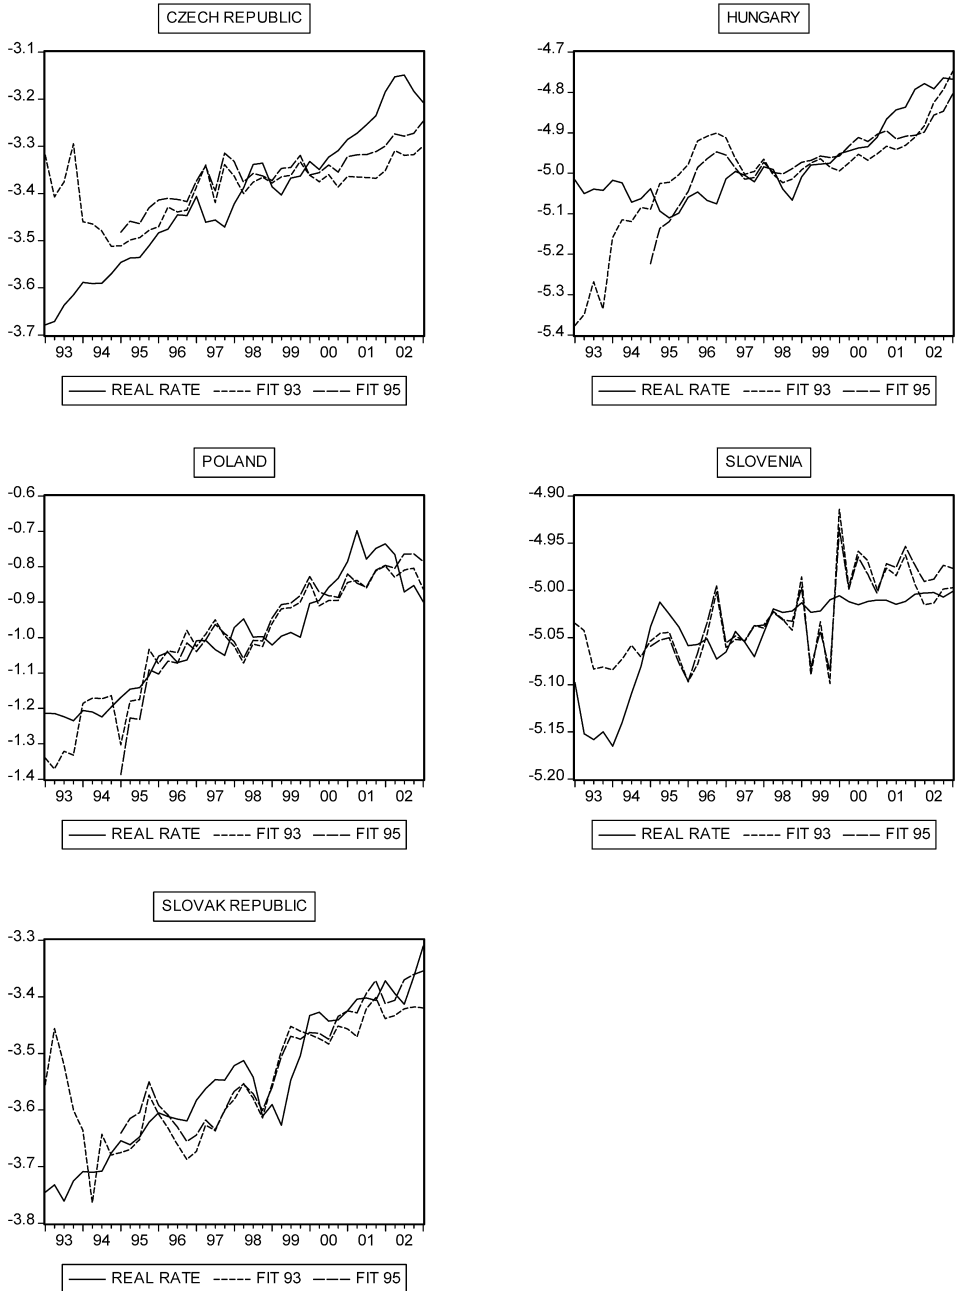 CZECH REPUBLIC
-3.1
-3.2
-3.3
-3.4
-3.5
-3.6
-3.7
93 94 95 96 97 98 99 00 01 02
REAL RATE FIT 93 FIT 95
HUNGARY
-4.7
-4.8
-4.9
-5.0
-5.1
-5.2
-5.3
-5.4
93 94 95 96 97 98 99 00 01 02
REAL RATE FIT 93 FIT 95
POLAND
-0.6
-0.7
-0.8
-0.9
-1.0
-1.1
-1.2
-1.3
-1.4
93 94 95 96 97 98 99 00 01 02
REAL RATE FIT 93 FIT 95
SLOVENIA
-4.90
-4.95
-5.00
-5.05
-5.10
-5.15
-5.20
93 94 95 96 97 98 99 00 01 02
REAL RATE FIT 93 FIT 95
SLOVAK REPUBLIC
-3.3
-3.4
-3.5
-3.6
-3.7
-3.8
93 94 95 96 97 98 99 00 01 02
REAL RATE FIT 93 FIT 95